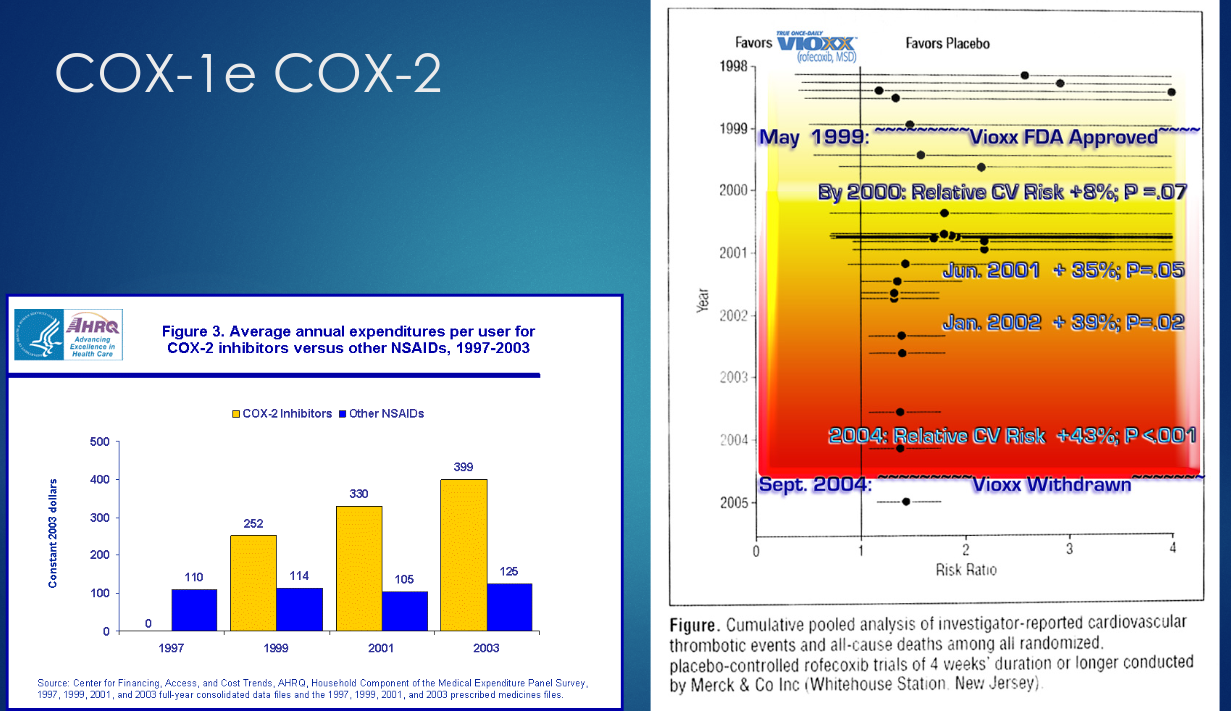 COX-1e COX-2
AHRQ
Advancing
Excellence in
Health Care
Figure 3. Average annual expenditures per user for
COX-2 inhibitors versus other NSAIDs, 1997-2003
COX-2 Inhibitors Other NSAIDs
Constant 2003 dollars
500
400
300
200
100
0
0
110
252
114
330
105
399
125
1997 1999 2001 2003
Source: Center for Financing, Access, and Cost Trends, AHRQ, Household Component of the Medical Expenditure Panel Survey,
1997, 1999, 2001, and 2003 full-year consolidated data files and the 1997, 1999, 2001, and 2003 prescribed medicines files.
TRUE ONCE-DAILY
Favors VIOXX Favors Placebo
(rofecoxib, MSD)
1998
1999
May 1999: ~~~~~~~~~Vioxx FDA Approved~~~~
2000
By 2000: Relative CV Risk +8%; P =.07
2001
Jun. 2001 + 35%; P=.05
Year
2002
Jan. 2002 + 39%; P=.02
2003
2004
2004: Relative CV Risk +43%; P <.001
Sept. 2004: ~~~~~~~~~Vioxx Withdrawn~~~~~~~
2005
0 1 2 3 4
Risk Ratio
Figure. Cumulative pooled analysis of investigator-reported cardiovascular
thrombotic events and all-cause deaths among all randomized,
placebo-controlled rofecoxib trials of 4 weeks' duration or longer conducted
by Merck & Co Inc (Whitehouse Station, New Jersey).